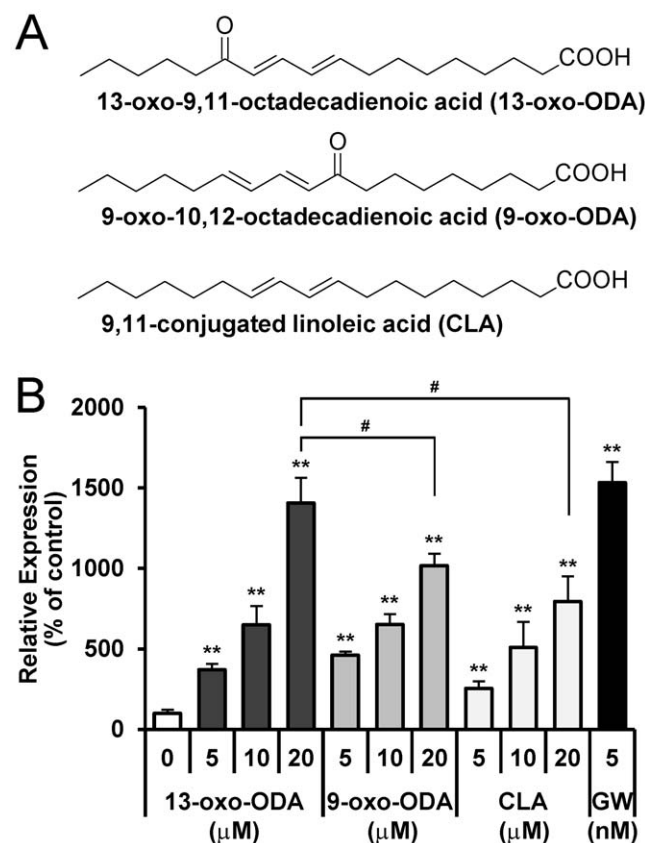 A
O
COOH
13-oxo-9,11-octadecadienoic acid (13-oxo-ODA)
O
COOH
9-oxo-10,12-octadecadienoic acid (9-oxo-ODA)
COOH
9,11-conjugated linoleic acid (CLA)
B
Relative Expression
(% of control)
2000
1500
1000
500
0
#
#
** ** ** ** ** ** ** ** ** **
0 5 10 20 5 10 20 5 10 20 5
13-oxo-ODA 9-oxo-ODA CLA GW
(μM) (μM) (μM) (nM)